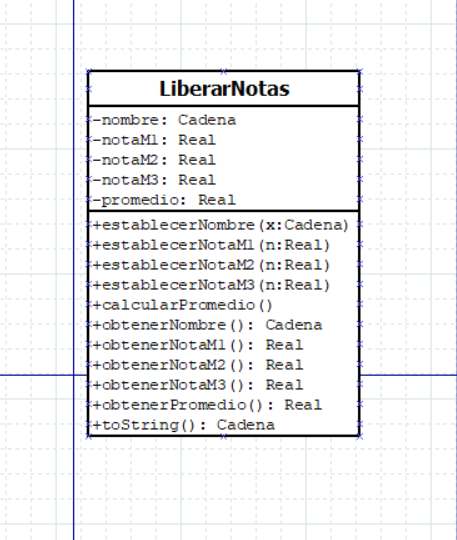 LiberarNotas
-nombre: Cadena
-notaM1: Real
-notaM2: Real
-notaM3: Real
-promedio: Real
+establecerNombre(x:Cadena)
+establecerNotaM1(n:Real)
+establecerNotaM2(n:Real)
+establecerNotaM3(n:Real)
+calcularPromedio()
+obtenerNombre(): Cadena
+obtenerNotaM1(): Real
+obtenerNotaM2(): Real
+obtenerNotaM3(): Real
+obtenerPromedio(): Real
+toString(): Cadena